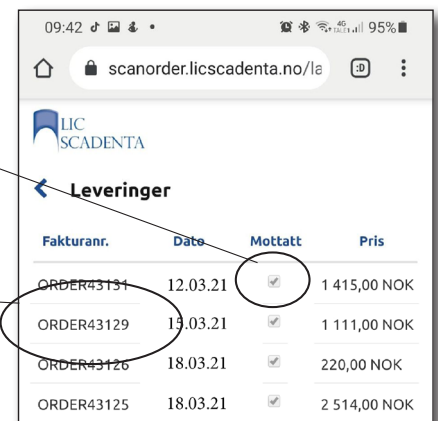 09:42
4G
95%
scanorder.licscadenta.no/la
:D
LIC
SCADENTA
Leveringer
Fakturanr. Dato Mottatt Pris
ORDER43131 12.03.21 1 415,00 NOK
ORDER43129 15.03.21 1 111,00 NOK
ORDER43126 18.03.21 220,00 NOK
ORDER43125 18.03.21 2 514,00 NOK